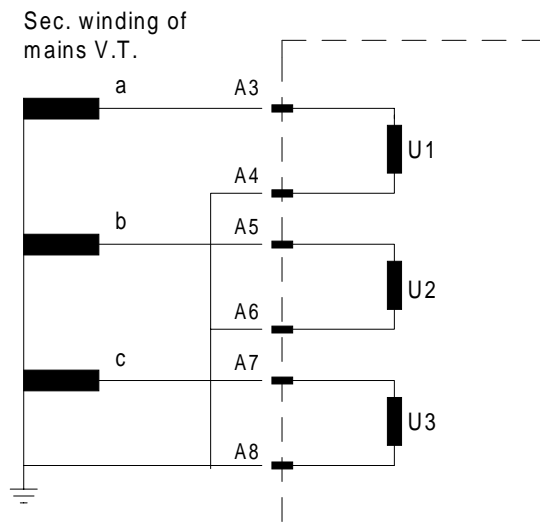 Sec. winding of
mains V.T.
a
A3
U1
A4
b
A5
U2
A6
c
A7
U3
A8